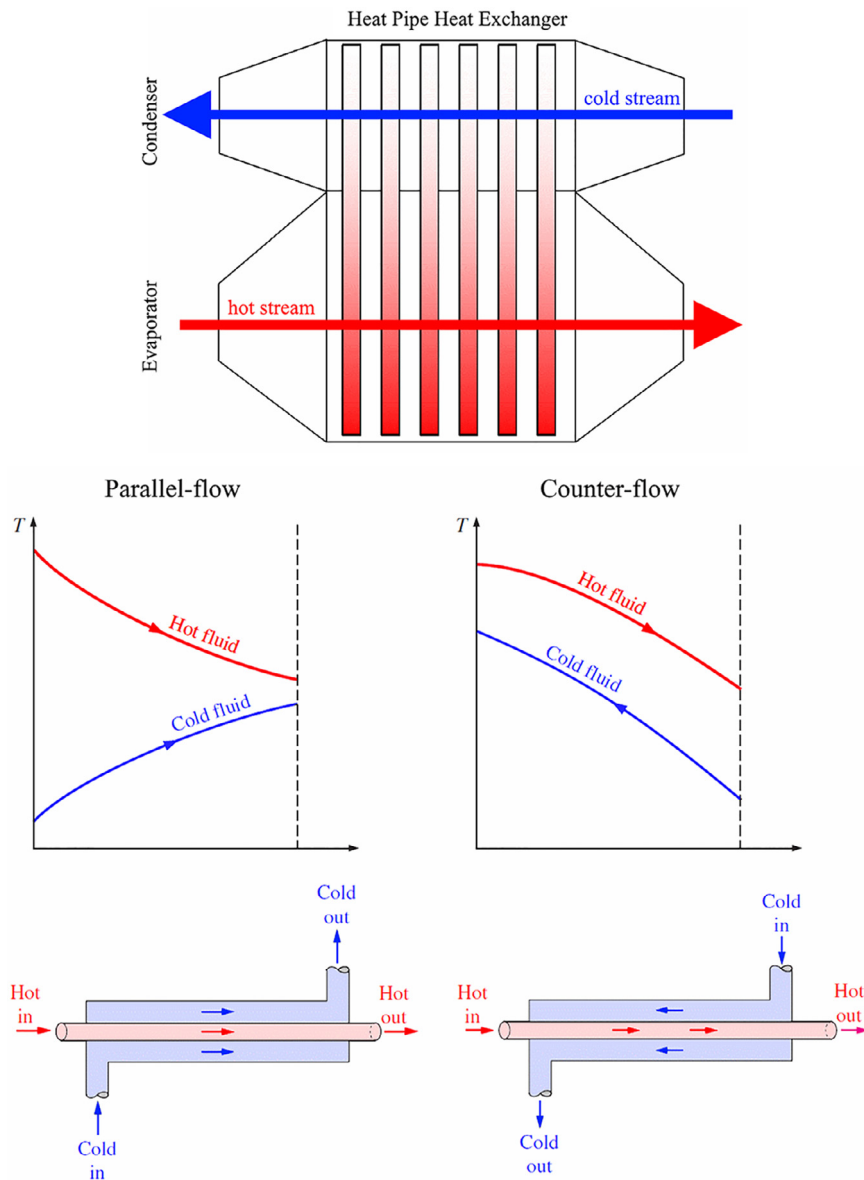 Heat Pipe Heat Exchanger
Condenser
cold stream
Evaporator
hot stream
Parallel-flow
Counter-flow
T
Hot fluid
Cold fluid
T
Hot fluid
Cold fluid
Cold
out
Hot
in
Hot
out
Cold
in
Cold
in
Hot
in
Hot
out
Cold
out